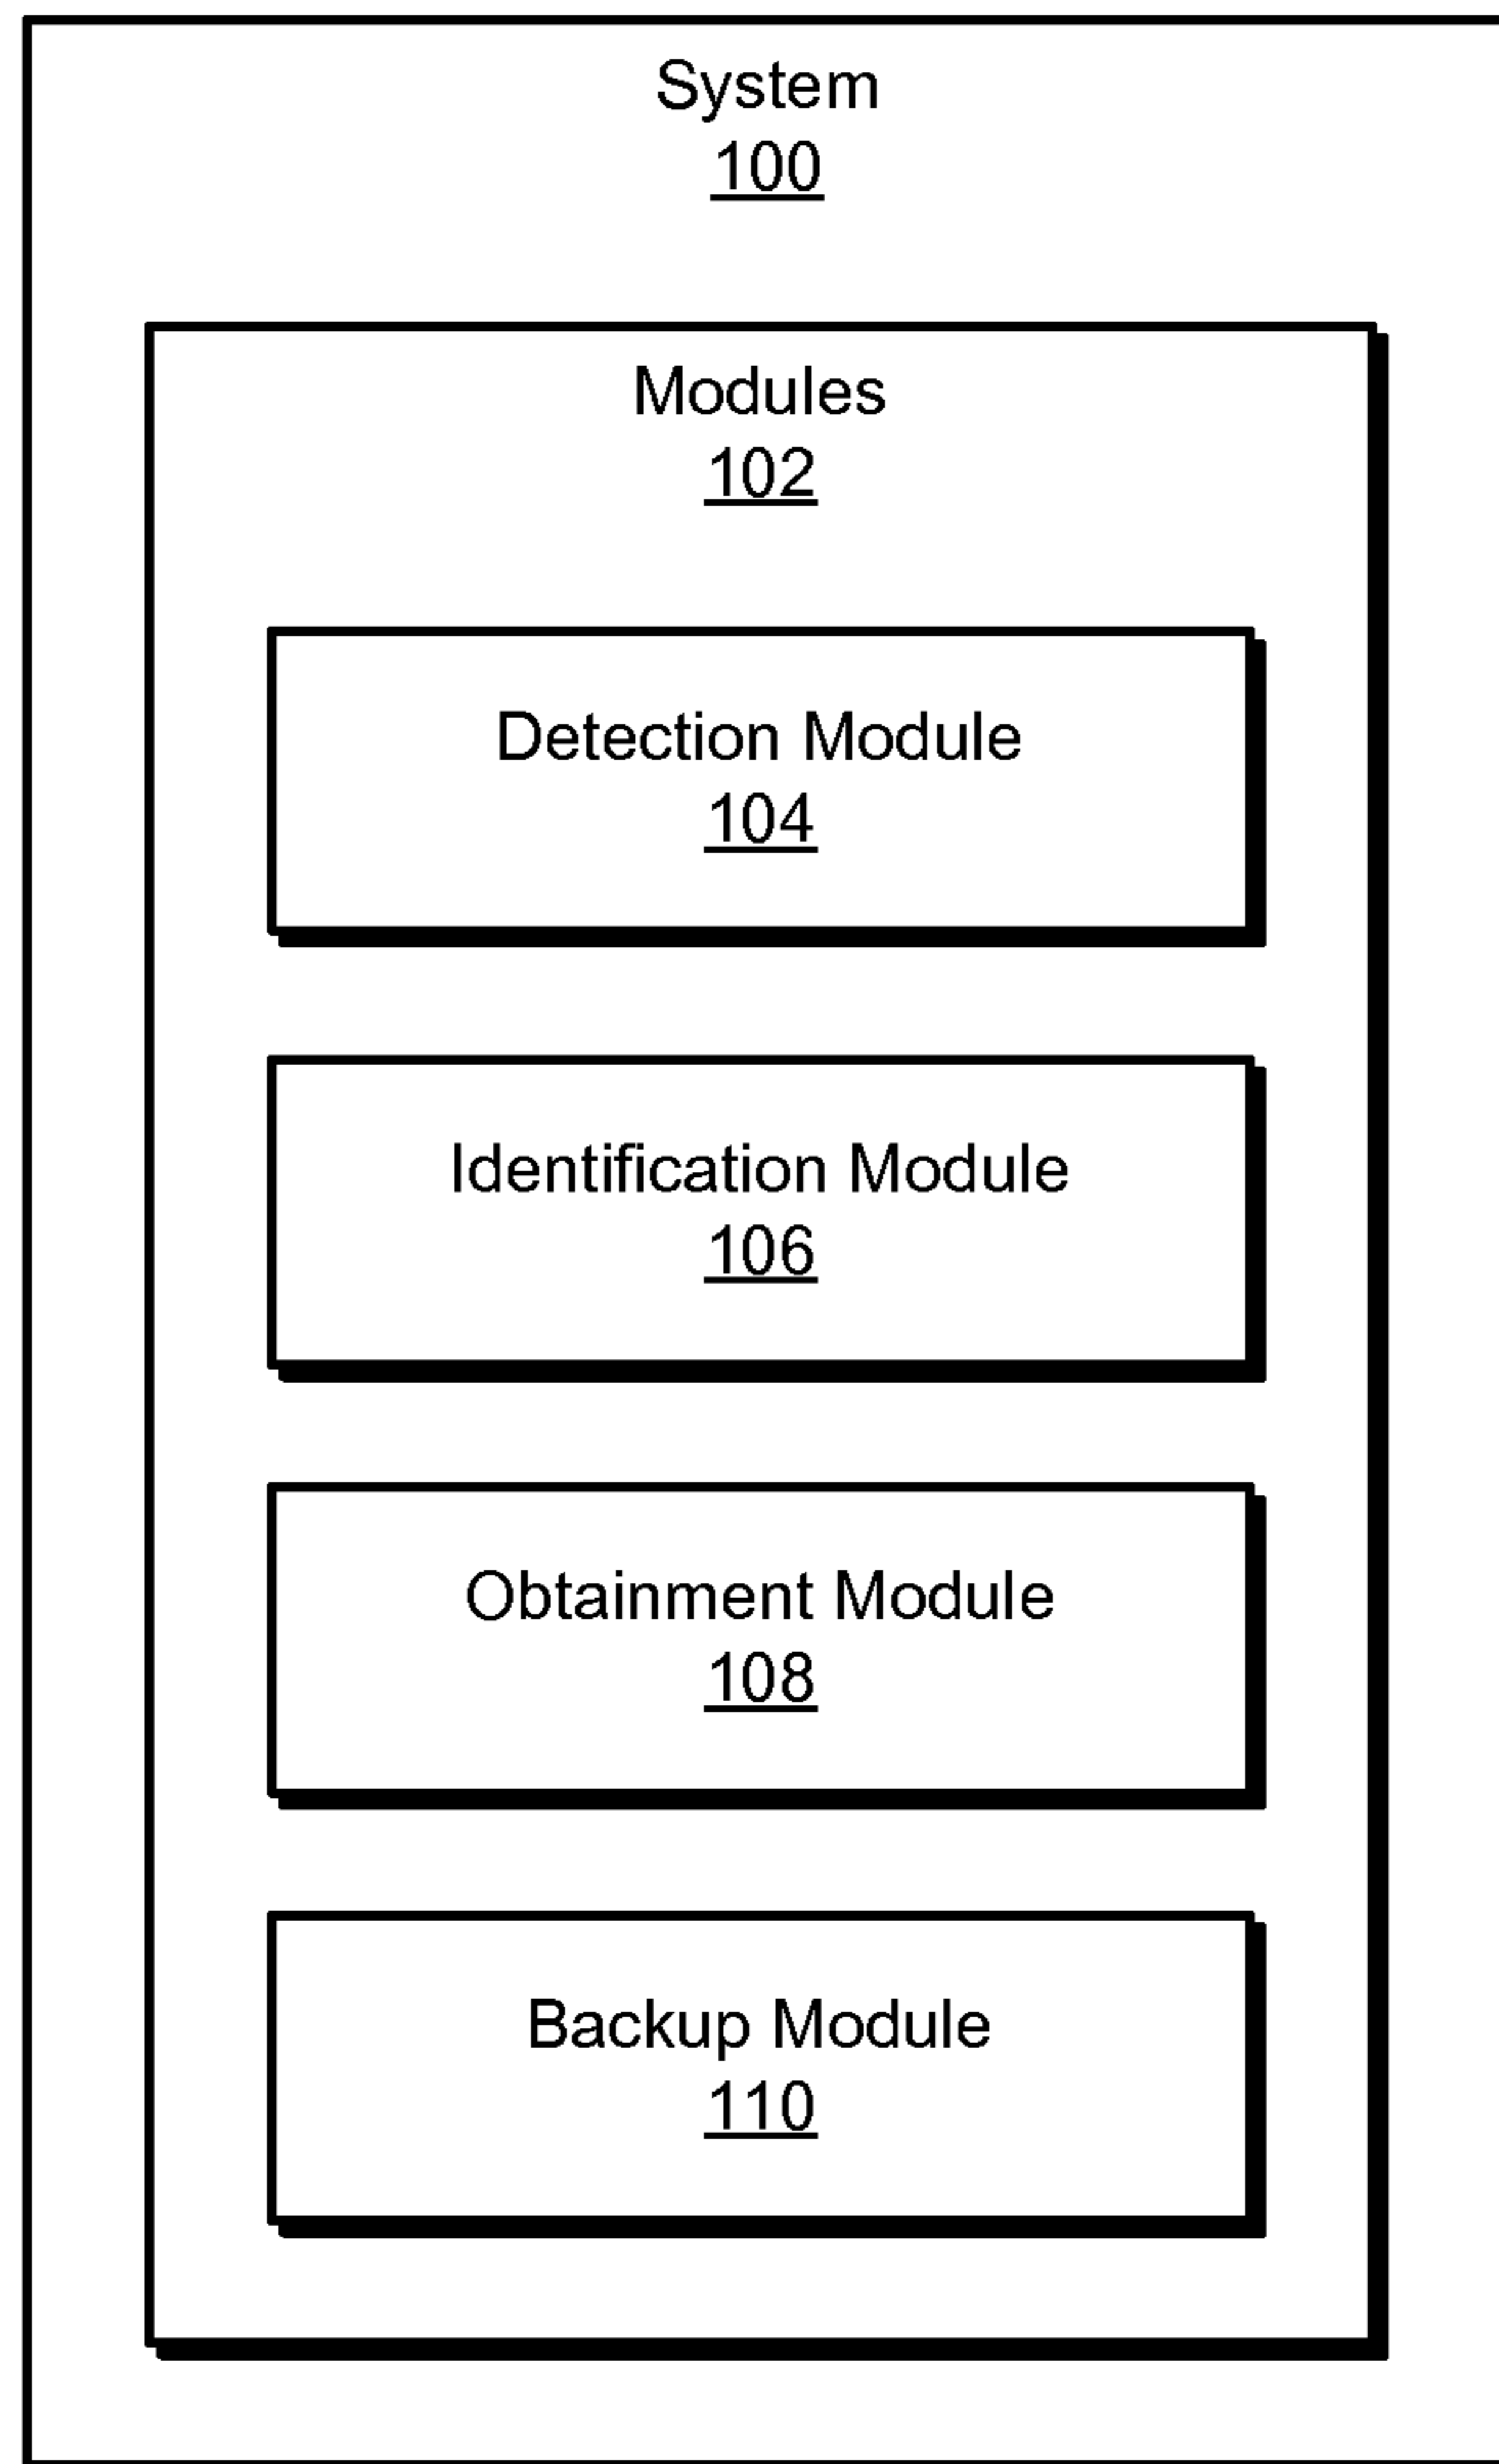 System
100
Modules
102
Detection Module
104
Identification Module
106
Obtainment Module
108
Backup Module
110